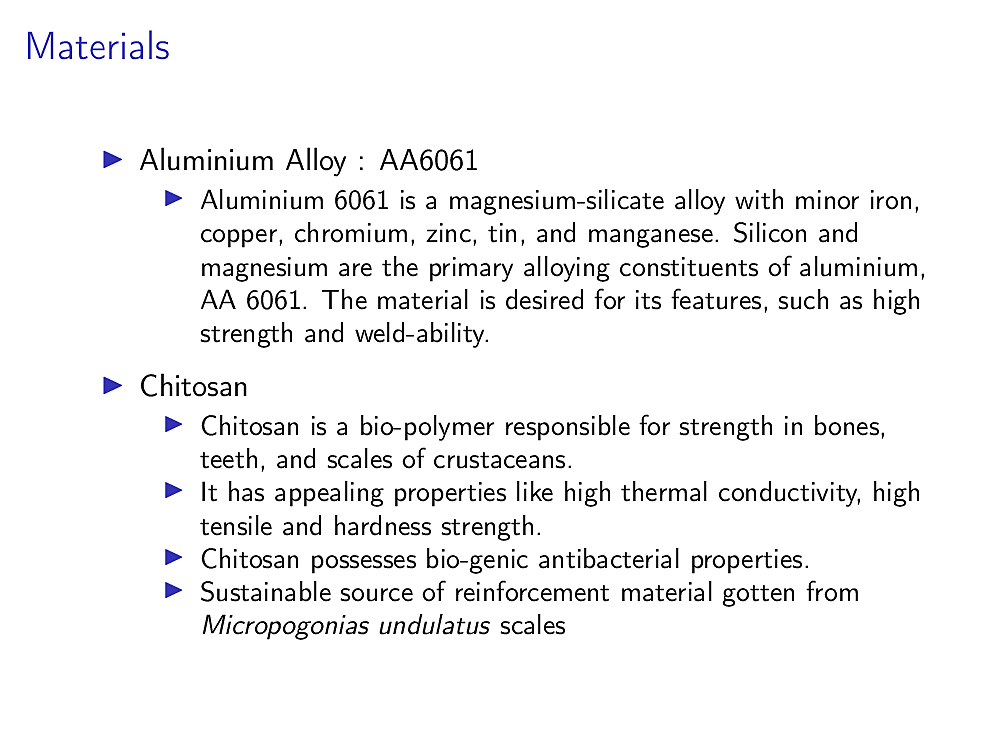 Materials
▶ Aluminium Alloy : AA6061
▶ Aluminium 6061 is a magnesium-silicate alloy with minor iron,
copper, chromium, zinc, tin, and manganese. Silicon and
magnesium are the primary alloying constituents of aluminium,
AA 6061. The material is desired for its features, such as high
strength and weld-ability.
▶ Chitosan
▶ Chitosan is a bio-polymer responsible for strength in bones,
teeth, and scales of crustaceans.
▶ It has appealing properties like high thermal conductivity, high
tensile and hardness strength.
▶ Chitosan possesses bio-genic antibacterial properties.
▶ Sustainable source of reinforcement material gotten from
Micropogonias undulatus scales